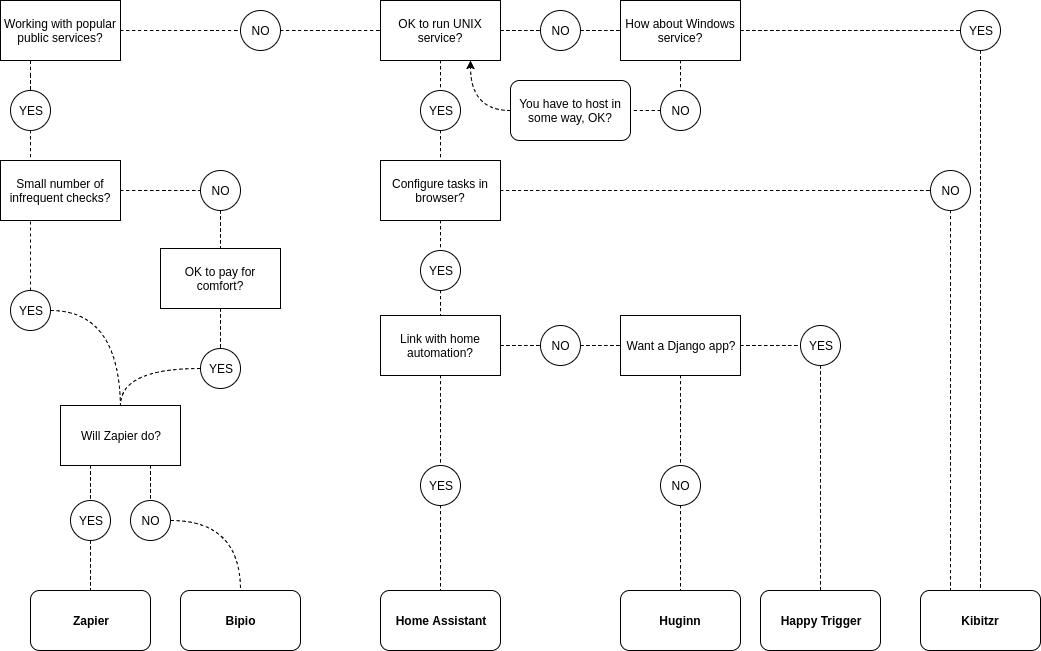 Working with popular
public services?
NO
OK to run UNIX
service?
NO
How about Windows
service?
YES
YES
YES
You have to host in
some way, OK?
NO
Small number of
infrequent checks?
NO
Configure tasks in
browser?
NO
OK to pay for
comfort?
YES
YES
Link with home
automation?
NO
Want a Django app?
YES
YES
Will Zapier do?
YES
NO
YES
NO
Zapier
Bipio
Home Assistant
Huginn
Happy Trigger
Kibitzr